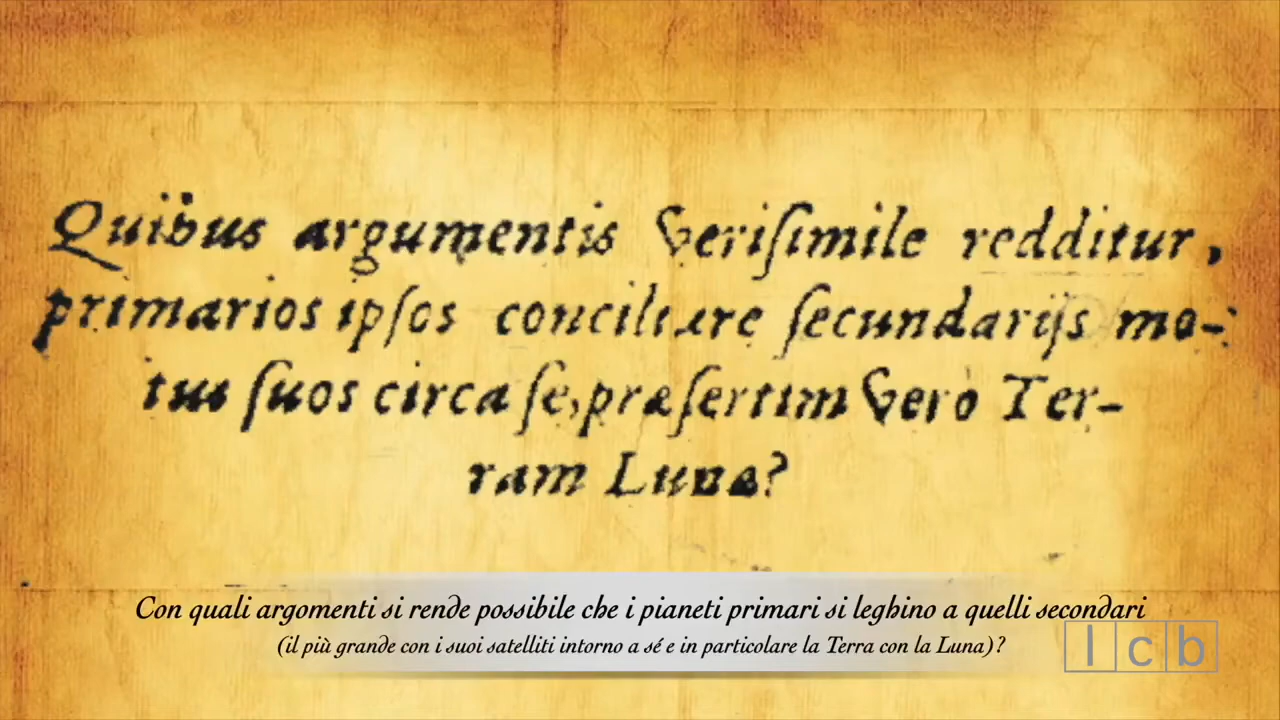 Quibus argumentis veriſimile redditur,
primarios ipſos conciliare ſecundarijs mo-
tus ſuos circa ſe, præſertim verò Ter-
ram Lunæ?
Con quali argomenti si rende possibile che i pianeti primari si leghino a quelli secondari
(il più grande con i suoi satelliti intorno a sé e in particolare la Terra con la Luna)?
lcb